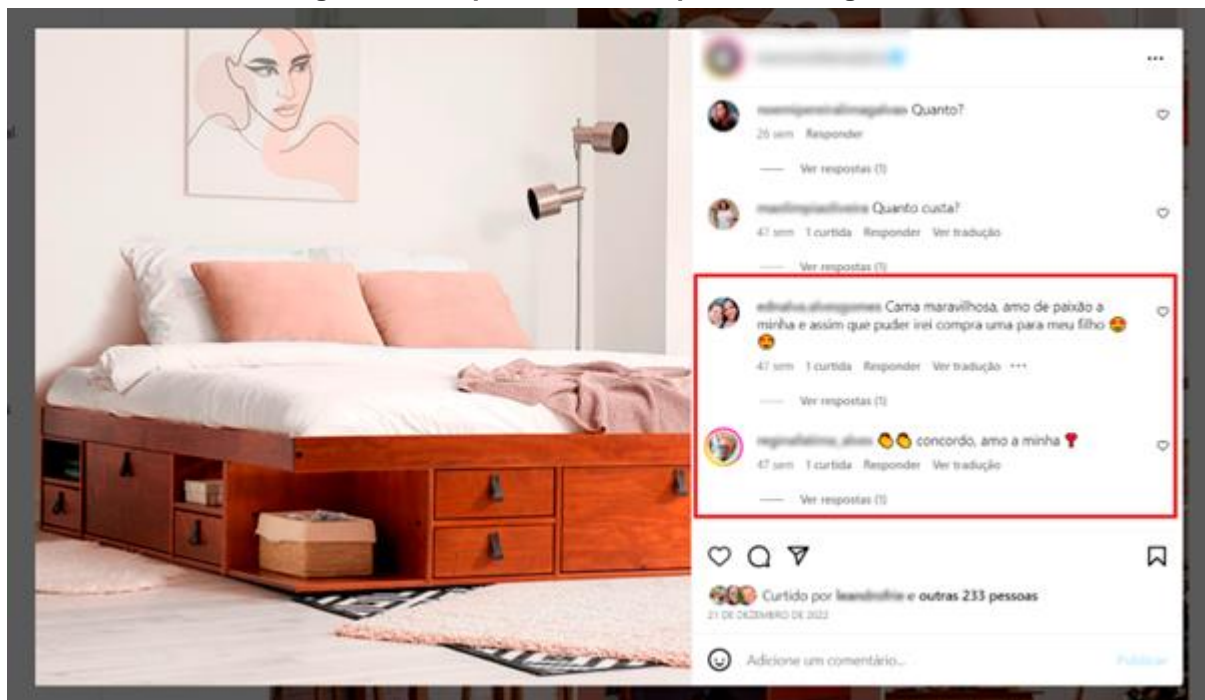 Quanto?
26 sem Responder
Ver respostas (1)
Quanto custa?
47 sem 1 curtida Responder Ver tradução
Ver respostas (1)
Cama maravilhosa, amo de paixão a
minha e assim que puder irei compra uma para meu filho 🤩
🤩
47 sem 1 curtida Responder Ver tradução •••
Ver respostas (1)
👏👏 concordo, amo a minha 🌹
47 sem 1 curtida Responder Ver tradução
Ver respostas (1)
Curtido por e outras 233 pessoas
21 DE DEZEMBRO DE 2022
Adicione um comentário... Publicar